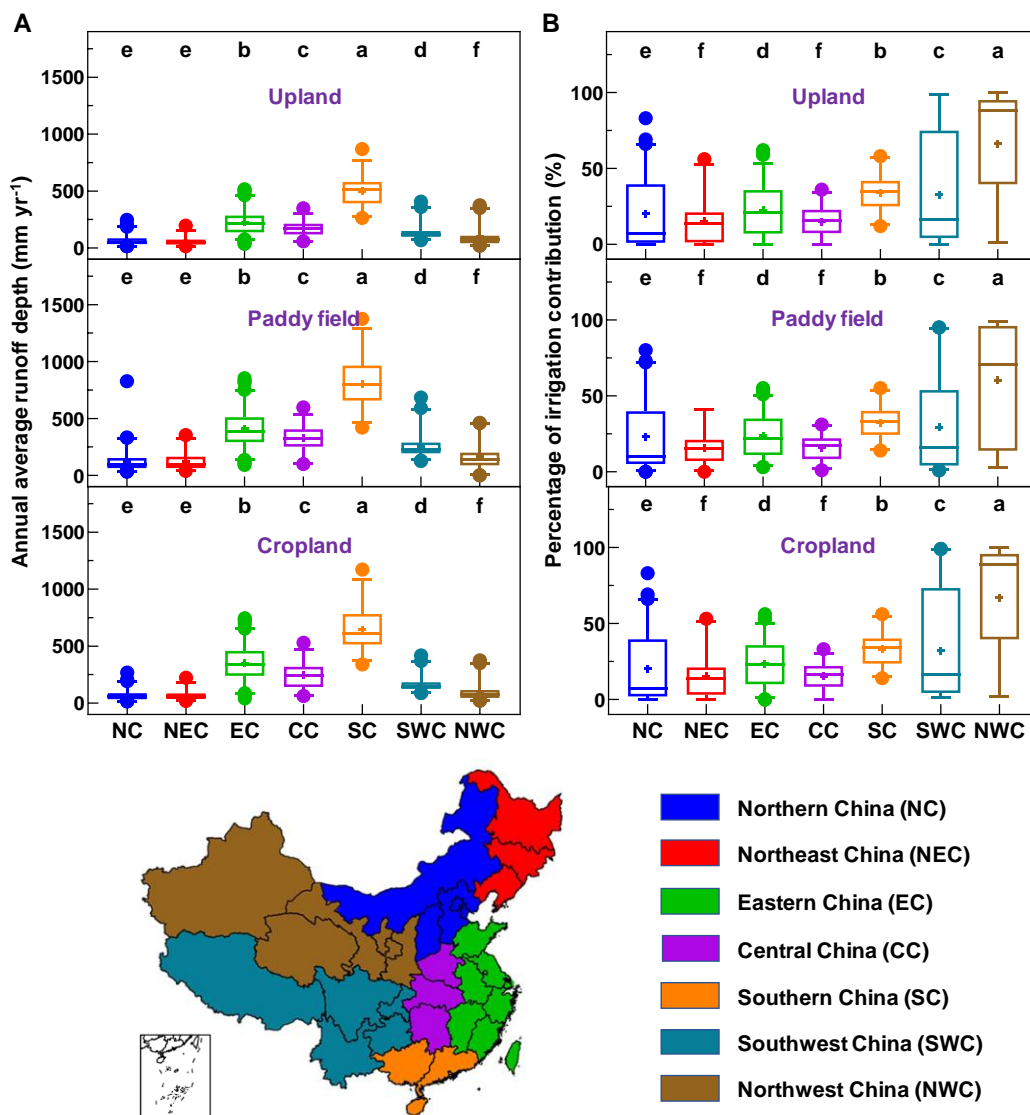 A
B
Annual average runoff depth (mm yr⁻¹)
e e b c a d f
Upland
1500
1000
500
0
e e b c a d f
Paddy field
1500
1000
500
0
e e b c a d f
Cropland
1500
1000
500
0
NC NEC EC CC SC SWC NWC
Percentage of irrigation contribution (%)
e f d f b c a
Upland
100
50
0
e f d f b c a
Paddy field
100
50
0
e f d f b c a
Cropland
100
50
0
NC NEC EC CC SC SWC NWC
Northern China (NC)
Northeast China (NEC)
Eastern China (EC)
Central China (CC)
Southern China (SC)
Southwest China (SWC)
Northwest China (NWC)